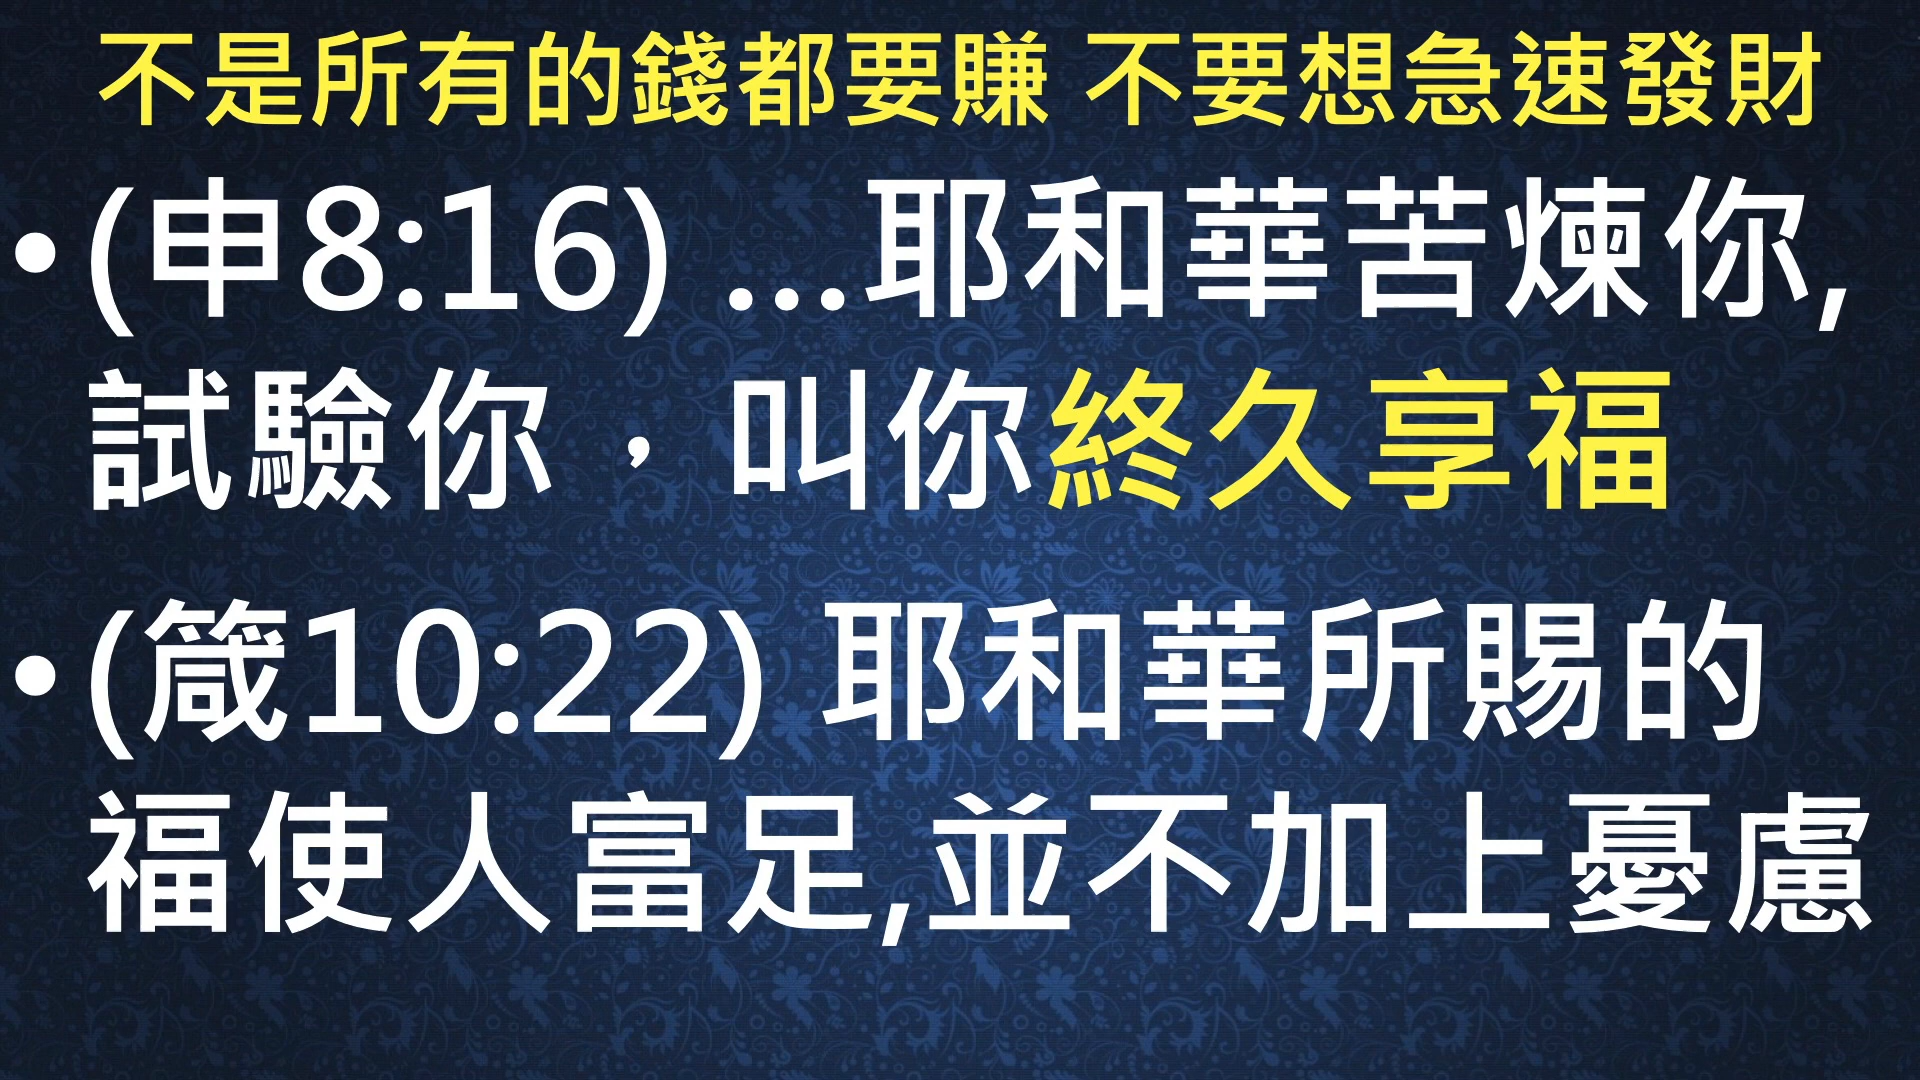 不是所有的錢都要賺 不要想急速發財
•(申8:16) …耶和華苦煉你,
試驗你，叫你終久享福
•(箴10:22) 耶和華所賜的
福使人富足,並不加上憂慮